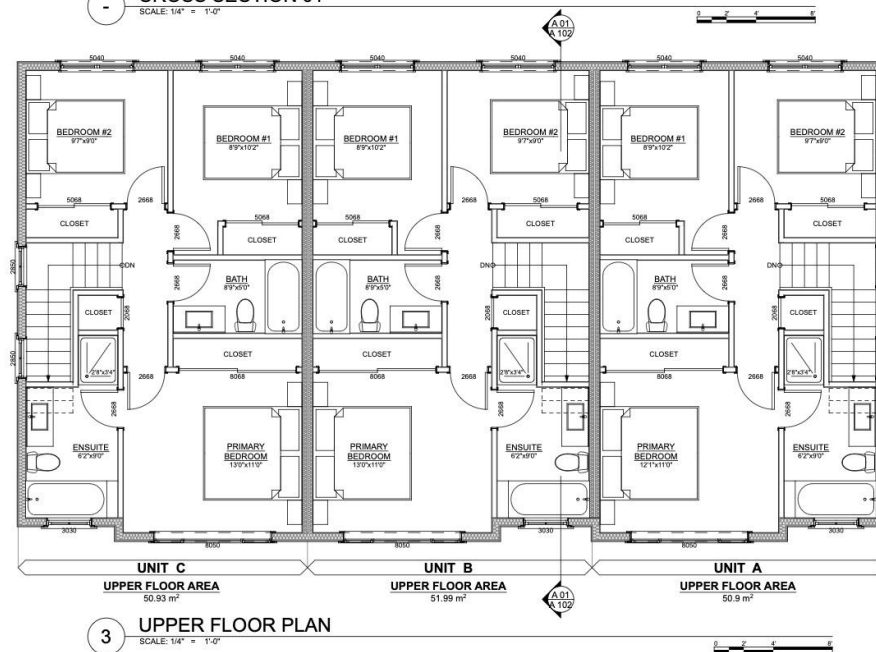 CROSS SECTION 01
-
SCALE: 1/4" = 1'-0"
A 01
A 102
0 2' 4' 8'
5040 5040 5040 5040 5040 5040
BEDROOM #2
9'7"x9'0"
BEDROOM #1
8'9"x10'2"
BEDROOM #1
8'9"x10'2"
BEDROOM #2
9'7"x9'0"
BEDROOM #1
8'9"x10'2"
BEDROOM #2
9'7"x9'0"
5068 2668 2668 5068 5068 2668 2668 5068 5068 2668 2668 5068
CLOSET CLOSET CLOSET CLOSET CLOSET CLOSET
2850 DN 2668 2668 DN 2668 DN
BATH
8'9"x5'0"
BATH
8'9"x5'0"
BATH
8'9"x5'0"
CLOSET 2068 2068 CLOSET 2068 CLOSET
2850
CLOSET CLOSET CLOSET
2'8"x3'4" 2'8"x3'4" 2'8"x3'4"
2668 8068 8068 2668 8068 2668
2668 2668 2668
ENSUITE
6'2"x9'0"
PRIMARY
BEDROOM
13'0"x11'0"
PRIMARY
BEDROOM
13'0"x11'0"
ENSUITE
6'2"x9'0"
PRIMARY
BEDROOM
12'1"x11'0"
ENSUITE
6'2"x9'0"
3030 8050 8050 3030 8050 3030
UNIT C UNIT B UNIT A
UPPER FLOOR AREA
50.93 m²
UPPER FLOOR AREA
51.99 m²
UPPER FLOOR AREA
50.9 m²
A 01
A 102
3
UPPER FLOOR PLAN
SCALE: 1/4" = 1'-0"
0 2' 4' 8'